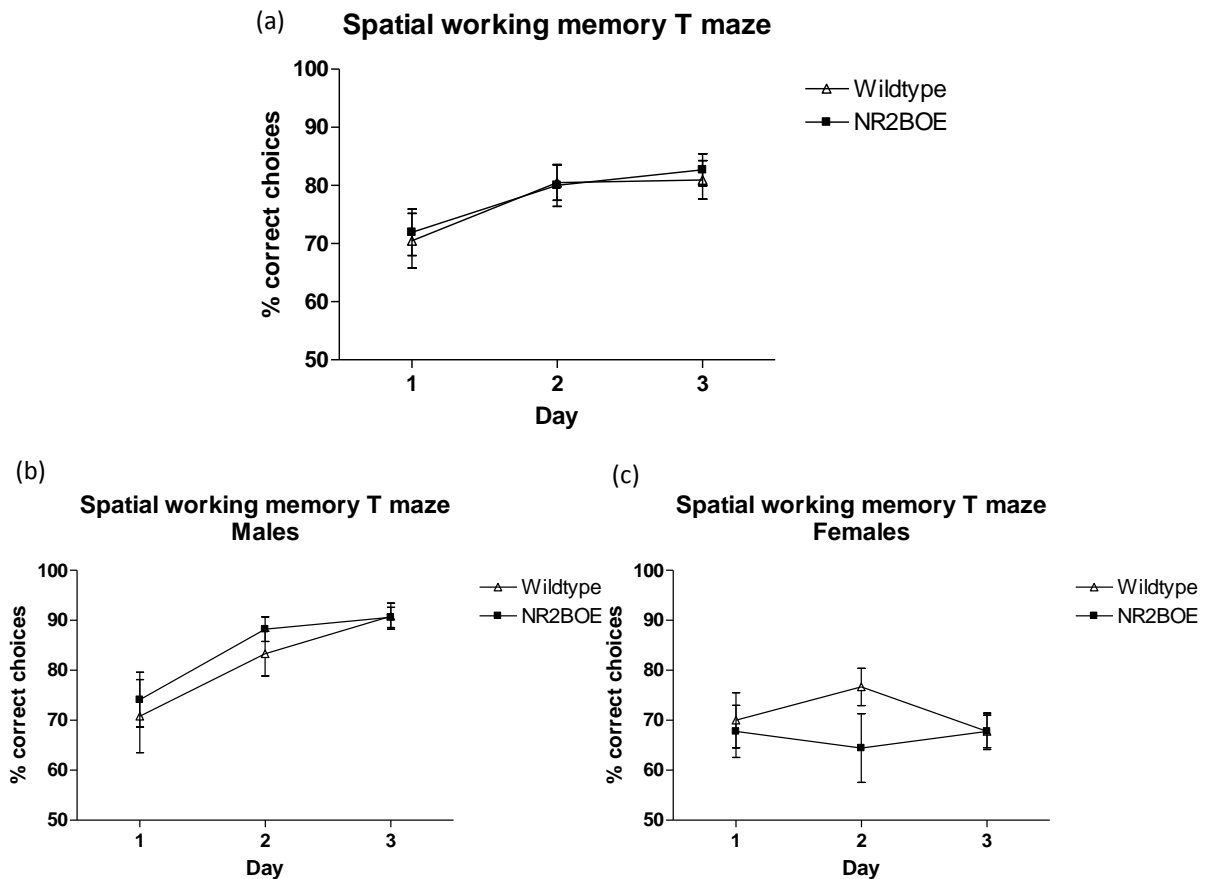 (a)
Spatial working memory T maze
100
90
80
70
60
50
% correct choices
1 2 3
Day
Wildtype
NR2BOE
(b)
Spatial working memory T maze
Males
100
90
80
70
60
50
% correct choices
1 2 3
Day
Wildtype
NR2BOE
(c)
Spatial working memory T maze
Females
100
90
80
70
60
50
% correct choices
1 2 3
Day
Wildtype
NR2BOE